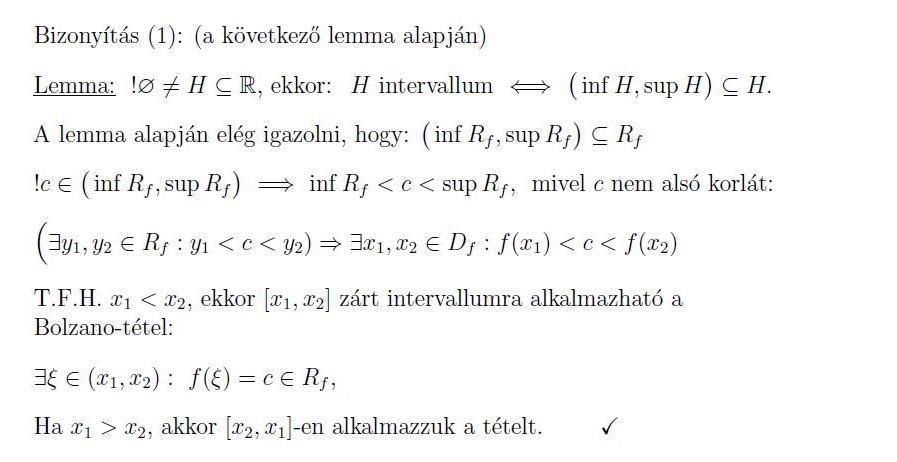 Bizonyítás (1): (a következő lemma alapján)
Lemma: !∅ ≠ H ⊆ ℝ, ekkor: H intervallum ⟺ (inf H, sup H) ⊆ H.
A lemma alapján elég igazolni, hogy: (inf R_f, sup R_f) ⊆ R_f
!c ∈ (inf R_f, sup R_f) ⟹ inf R_f < c < sup R_f, mivel c nem alsó korlát:
(∃y₁, y₂ ∈ R_f : y₁ < c < y₂) ⇒ ∃x₁, x₂ ∈ D_f : f(x₁) < c < f(x₂)
T.F.H. x₁ < x₂, ekkor [x₁, x₂] zárt intervallumra alkalmazható a
Bolzano-tétel:
∃ξ ∈ (x₁, x₂) : f(ξ) = c ∈ R_f,
Ha x₁ > x₂, akkor [x₂, x₁]-en alkalmazzuk a tételt. ✓